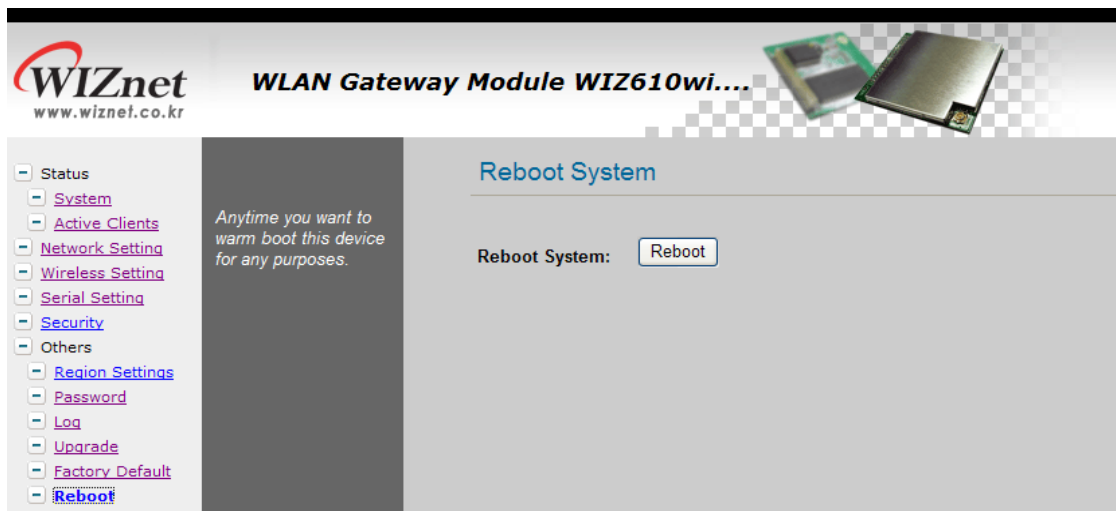 WIZnet
www.wiznet.co.kr
WLAN Gateway Module WIZ610wi....
Status
System
Active Clients
Network Setting
Wireless Setting
Serial Setting
Security
Others
Region Settings
Password
Log
Upgrade
Factory Default
Reboot
Anytime you want to
warm boot this device
for any purposes.
Reboot System
Reboot System: Reboot